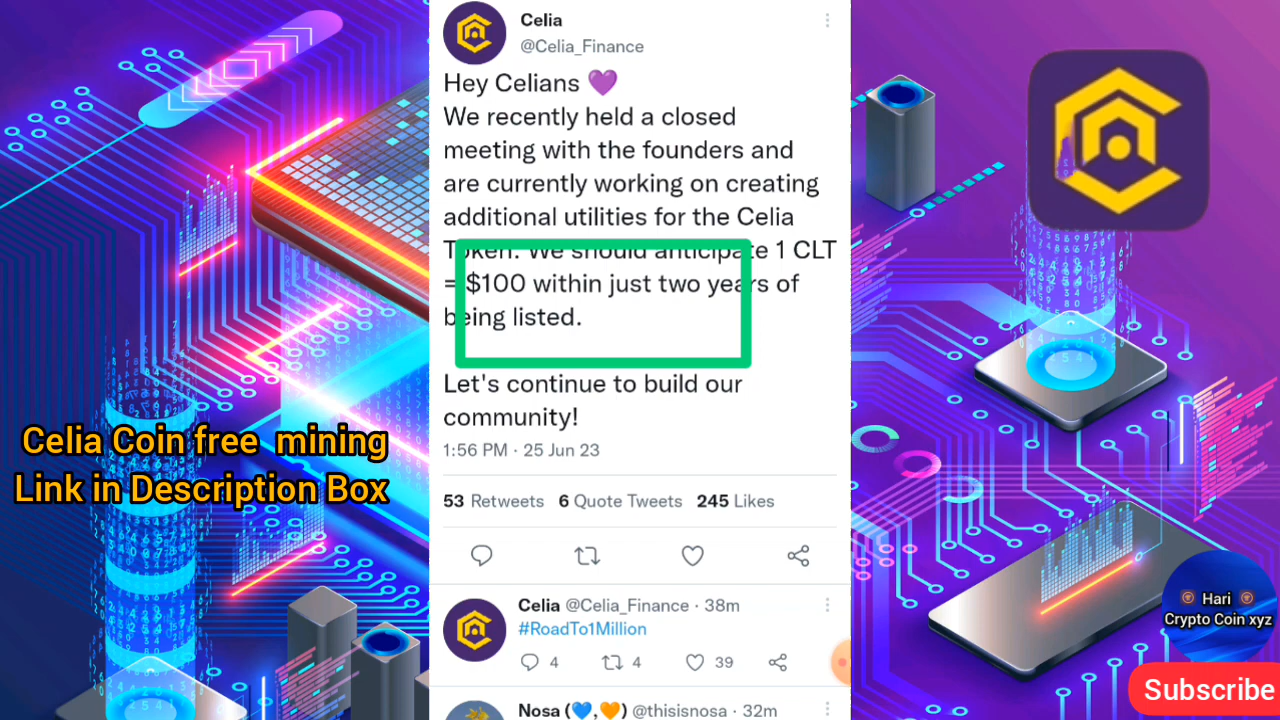 Celia
@Celia_Finance
Hey Celians 💜
We recently held a closed
meeting with the founders and
are currently working on creating
additional utilities for the Celia
Token. We should anticipate 1 CLT
= $100 within just two years of
being listed.
Let's continue to build our
community!
1:56 PM · 25 Jun 23
53 Retweets 6 Quote Tweets 245 Likes
Celia @Celia_Finance · 38m
#RoadTo1Million
4 4 39
Nosa (💙,🧡) @thisisnosa · 32m
Celia Coin free mining
Link in Description Box
Hari
Crypto Coin xyz
Subscribe